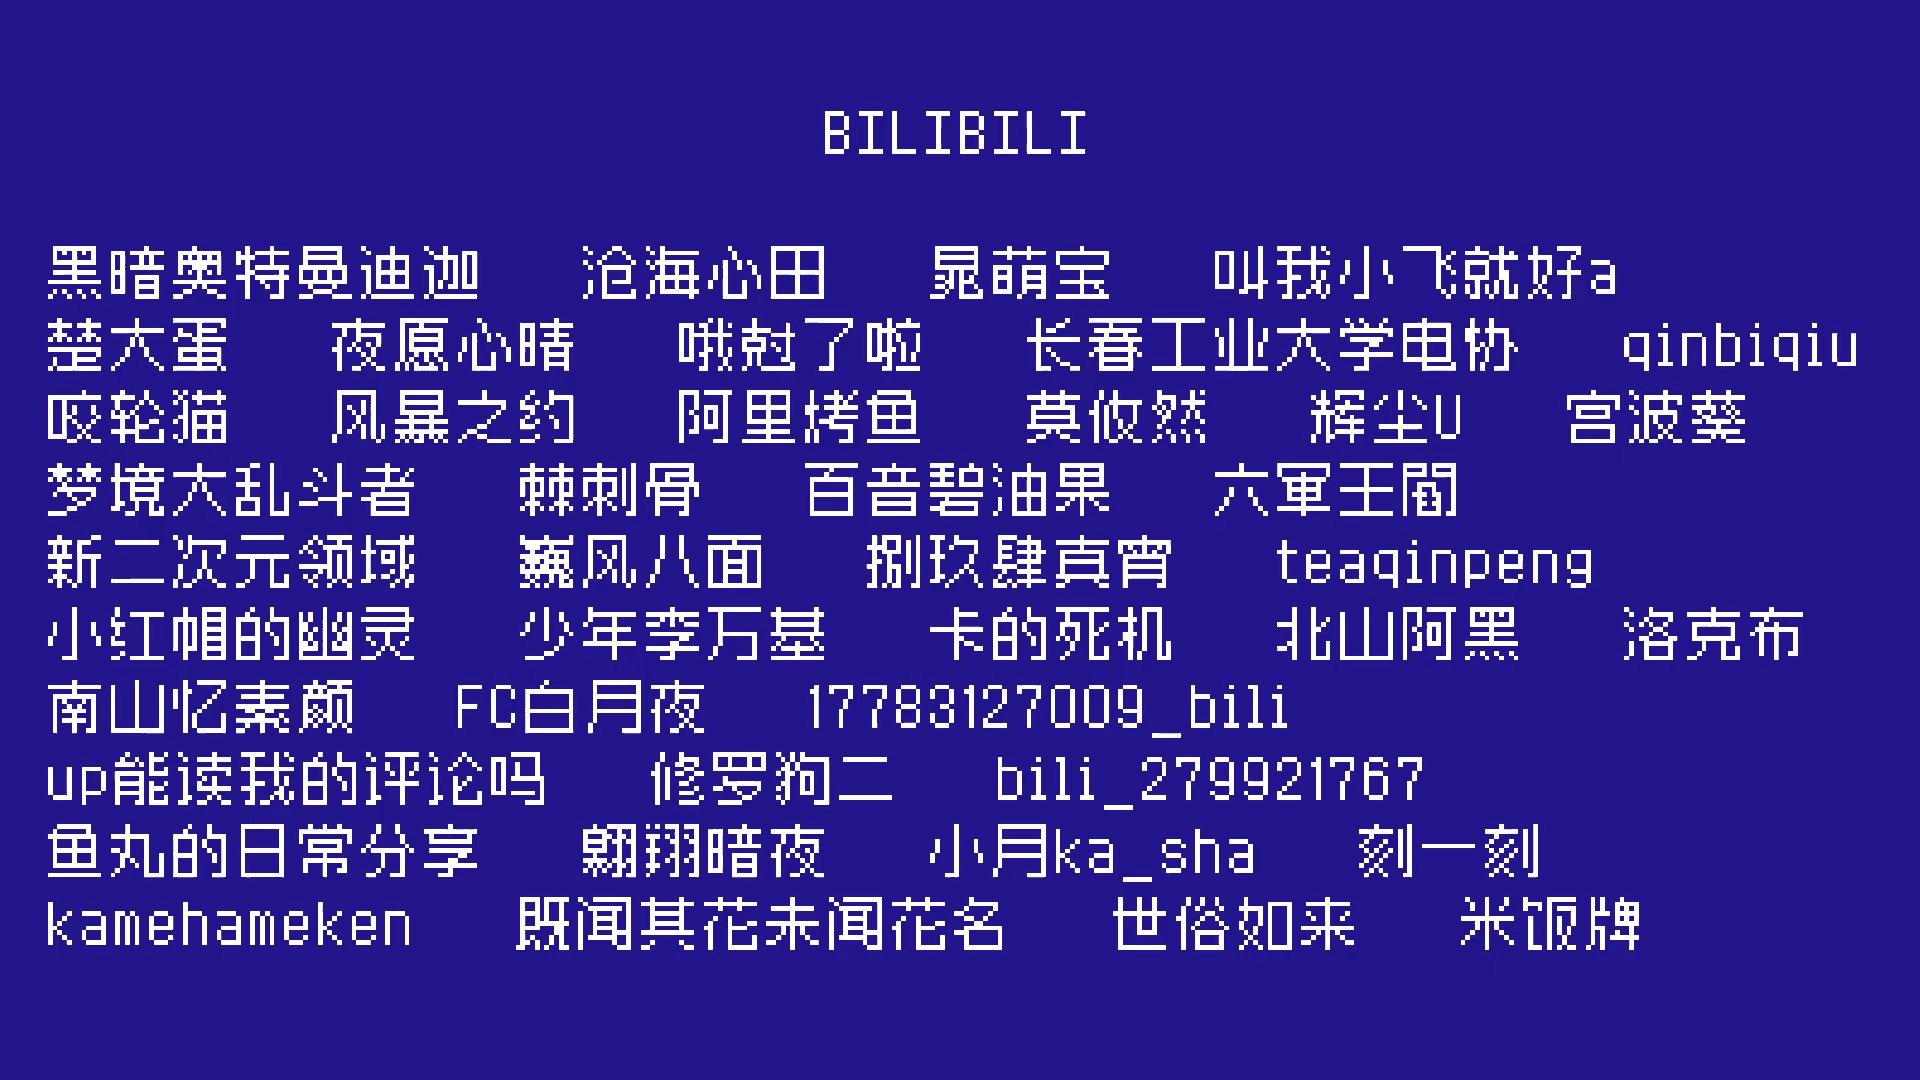 BILIBILI
黑暗奥特曼迪迦 沧海心田 晁萌宝 叫我小飞就好a
楚大蛋 夜愿心晴 哦尅了啦 长春工业大学电协 qinbiqiu
咬轮猫 风暴之约 阿里烤鱼 莫攸然 辉尘U 宫波葵
梦境大乱斗者 棘刺骨 百音碧油果 六軍王閻
新二次元领域 巍风八面 捌玖肆真宵 teaqinpeng
小红帽的幽灵 少年李万基 卡的死机 北山阿黑 洛克布
南山忆素颜 FC白月夜 17783127009_bili
up能读我的评论吗 修罗狗二 bili_279921767
鱼丸的日常分享 翱翔暗夜 小月ka_sha 刻一刻
kamehameken 既闻其花未闻花名 世俗如来 米饭牌